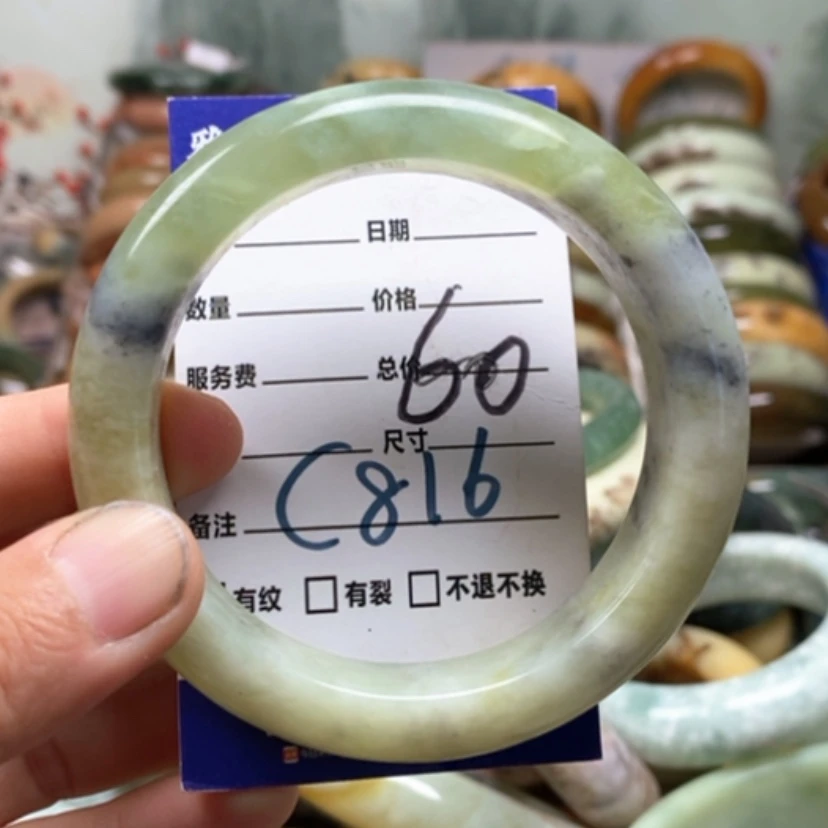 日期
数量 价格
服务费 总价 60
尺寸
备注 C816
有纹 □有裂 □不退不换